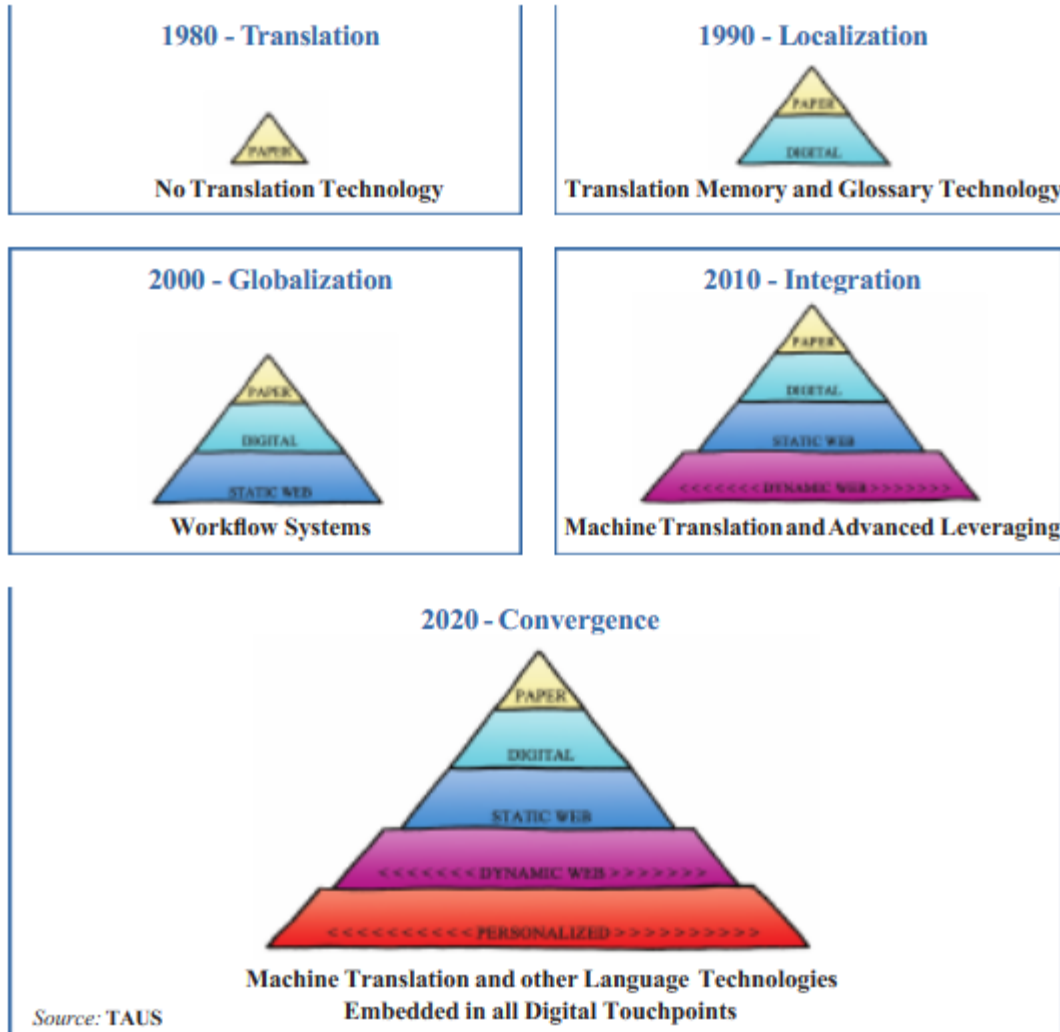 1980 - Translation
PAPER
No Translation Technology
1990 - Localization
PAPER
DIGITAL
Translation Memory and Glossary Technology
2000 - Globalization
PAPER
DIGITAL
STATIC WEB
Workflow Systems
2010 - Integration
PAPER
DIGITAL
STATIC WEB
<<<<<<< DYNAMIC WEB >>>>>>>
Machine Translation and Advanced Leveraging
2020 - Convergence
PAPER
DIGITAL
STATIC WEB
<<<<<<< DYNAMIC WEB >>>>>>>
<<<<<<<<<< PERSONALIZED >>>>>>>>>>
Machine Translation and other Language Technologies
Embedded in all Digital Touchpoints
Source: TAUS